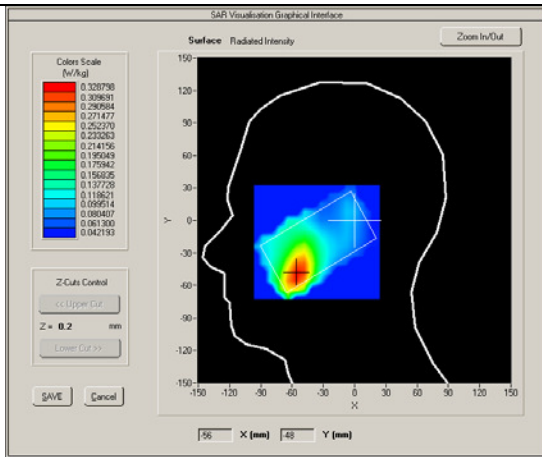 SAR Visualisation Graphical Interface
Surface Radiated Intensity
Zoom In/Out
Colors Scale
(W/kg)
0.328798
0.309691
0.290584
0.271477
0.252370
0.233263
0.214156
0.195049
0.175942
0.156835
0.137728
0.118621
0.099514
0.080407
0.061300
0.042193
Z-Cuts Control
<< Upper Cut
Z = 0.2 mm
Lower Cut >>
SAVE Cancel
150
120
90
60
30
0
-30
-60
-90
-120
-150
Y
-150 -120 -90 -60 -30 0 30 60 90 120 150
X
-56 X (mm) -48 Y (mm)